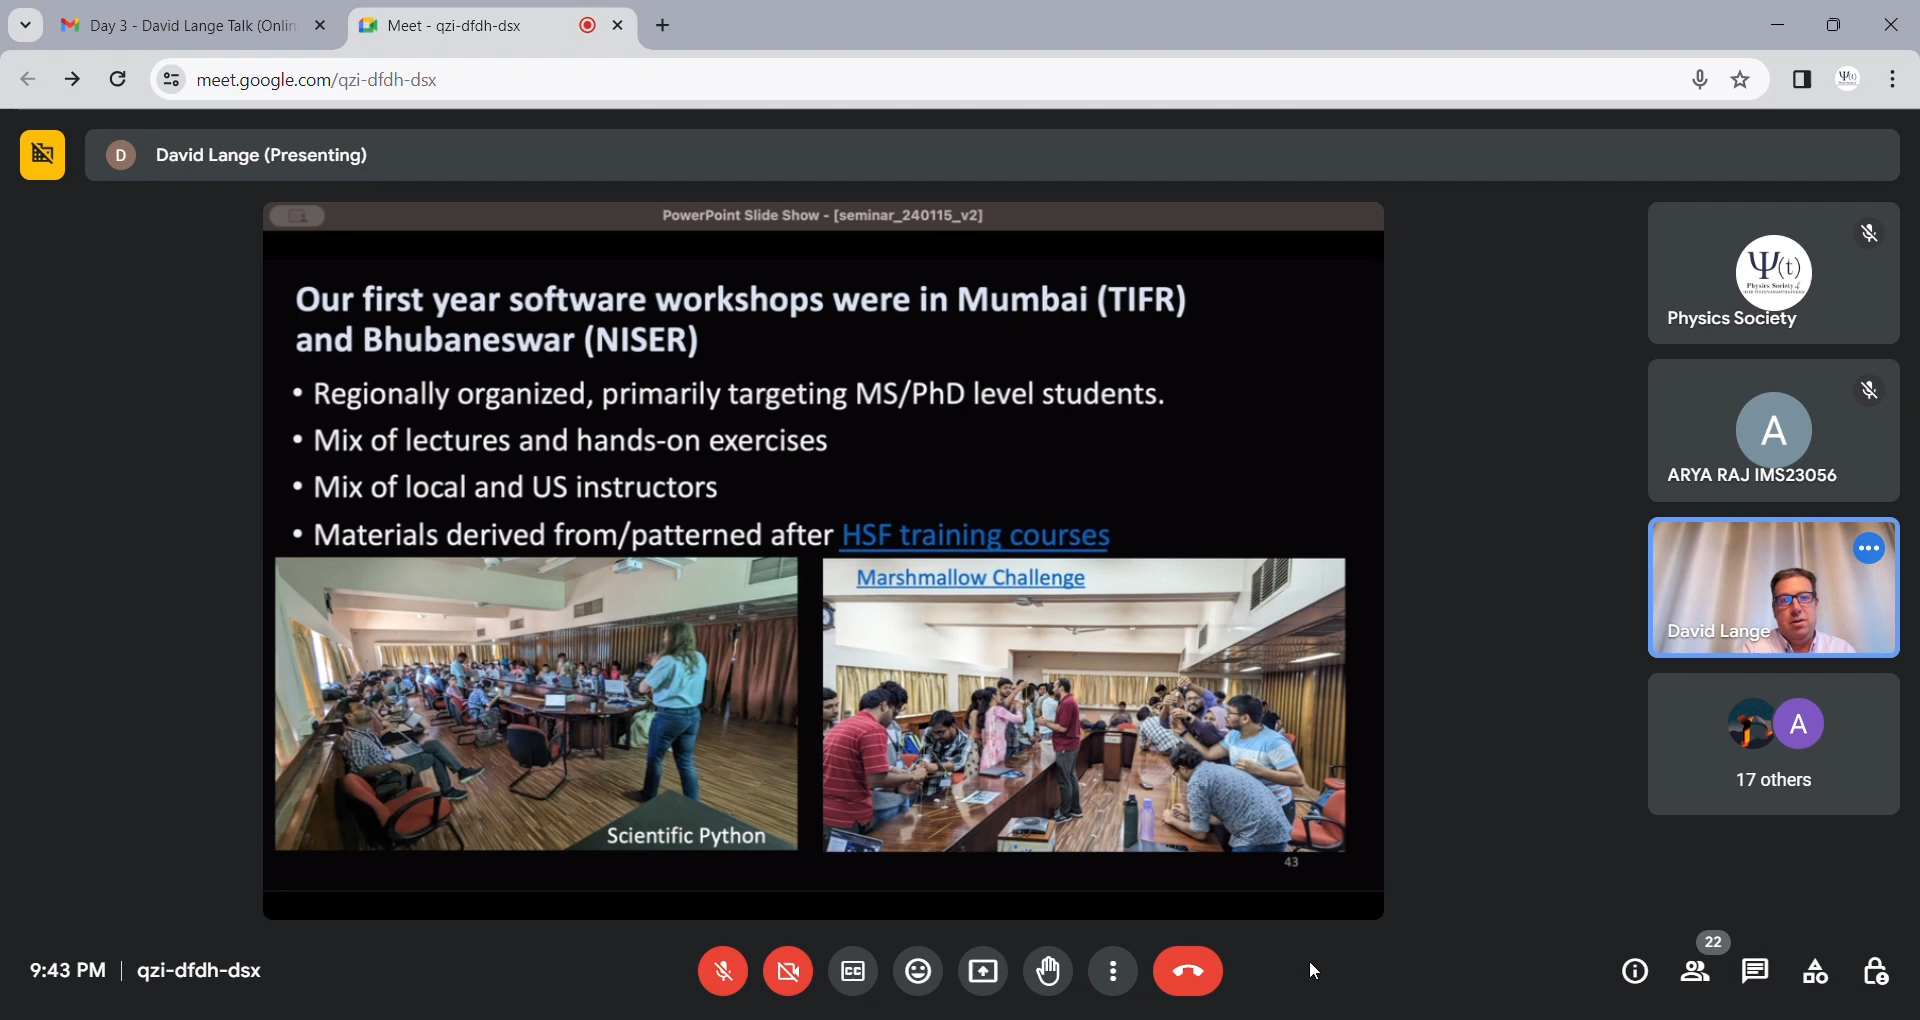 Day 3 - David Lange Talk (Onlin
Meet - qzi-dfdh-dsx
meet.google.com/qzi-dfdh-dsx
Ψ(t)
D
David Lange (Presenting)
PowerPoint Slide Show - [seminar_240115_v2]
Our first year software workshops were in Mumbai (TIFR)
and Bhubaneswar (NISER)
• Regionally organized, primarily targeting MS/PhD level students.
• Mix of lectures and hands-on exercises
• Mix of local and US instructors
• Materials derived from/patterned after HSF training courses
Scientific Python
Marshmallow Challenge
43
Ψ(t)
Physics Society of
Physics Society
A
ARYA RAJ IMS23056
David Lange
A
17 others
9:43 PM | qzi-dfdh-dsx
CC
22